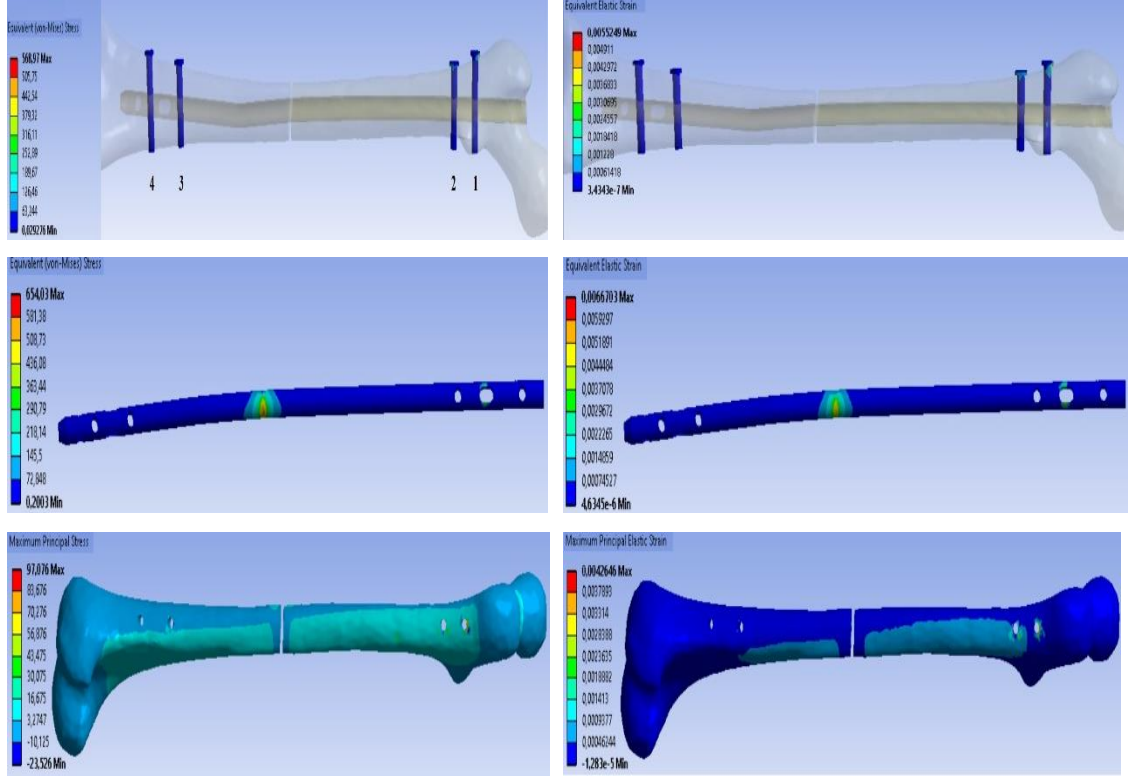 Equivalent (von-Mises) Stress
568,97 Max
505,75
442,54
379,32
316,11
252,89
189,67
126,46
63,244
0,029276 Min
4 3 2 1
Equivalent Elastic Strain
0,0055249 Max
0,004911
0,0042972
0,0036833
0,0030695
0,0024557
0,0018418
0,001228
0,00061418
3,4343e-7 Min
Equivalent (von-Mises) Stress
654,03 Max
581,38
508,73
436,08
363,44
290,79
218,14
145,5
72,848
0,2003 Min
Equivalent Elastic Strain
0,0066703 Max
0,0059297
0,0051891
0,0044484
0,0037078
0,0029672
0,0022265
0,0014859
0,00074527
4,6345e-6 Min
Maximum Principal Stress
97,076 Max
83,676
70,276
56,876
43,475
30,075
16,675
3,2747
-10,125
-23,526 Min
Maximum Principal Elastic Strain
0,0042646 Max
0,0037893
0,003314
0,0028388
0,0023635
0,0018882
0,001413
0,0009377
0,00046244
-1,283e-5 Min